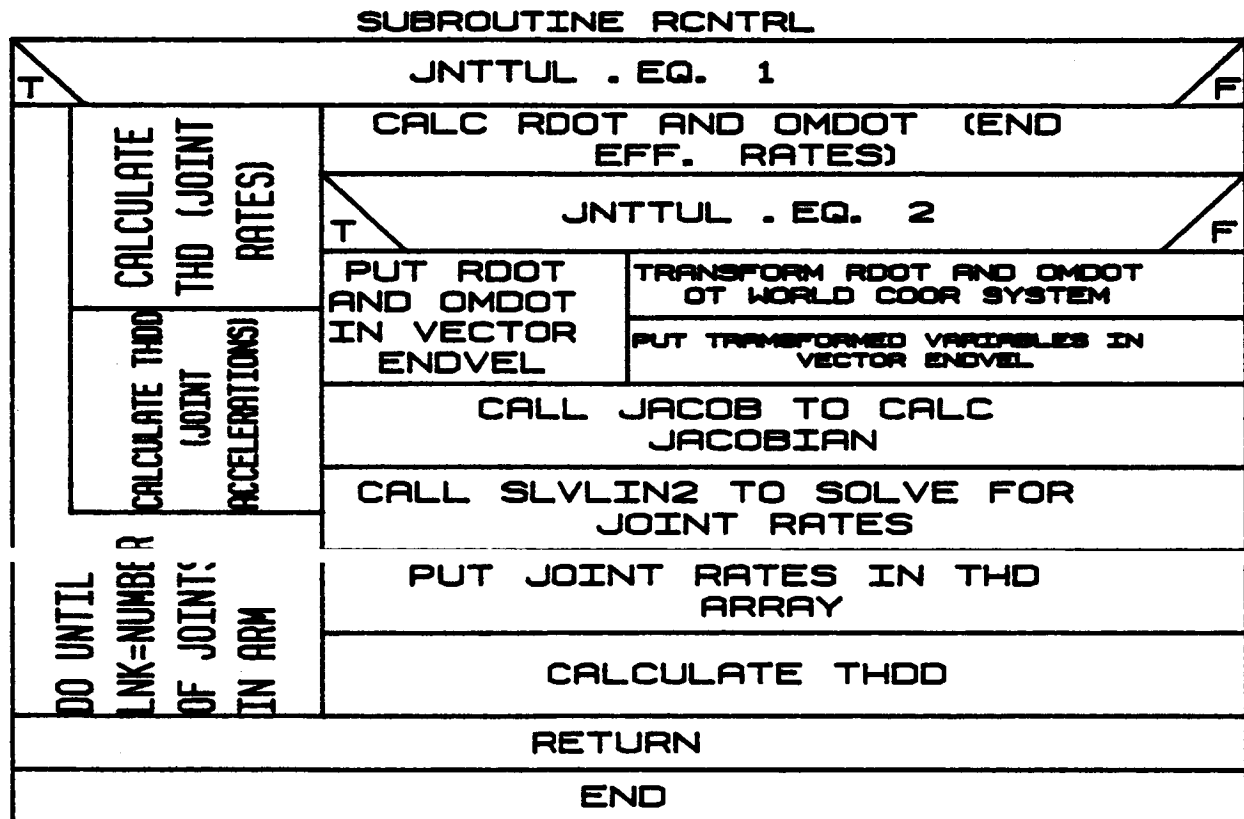 SUBROUTINE RCNTRL
JNTTUL .EQ. 1
T
F
CALCULATE
THD (JOINT
RATES)
CALCULATE THDD
(JOINT
ACCELERATIONS)
DO UNTIL
LNK=NUMBER
OF JOINTS
IN ARM
CALC RDOT AND OMDOT (END
EFF. RATES)
JNTTUL .EQ. 2
T
F
PUT RDOT
AND OMDOT
IN VECTOR
ENDVEL
TRANSFORM RDOT AND OMDOT
OT WORLD COOR SYSTEM
PUT TRAMSFORMED VARIABLES IN
VECTOR ENDVEL
CALL JACOB TO CALC
JACOBIAN
CALL SLVLIN2 TO SOLVE FOR
JOINT RATES
PUT JOINT RATES IN THD
ARRAY
CALCULATE THDD
RETURN
END